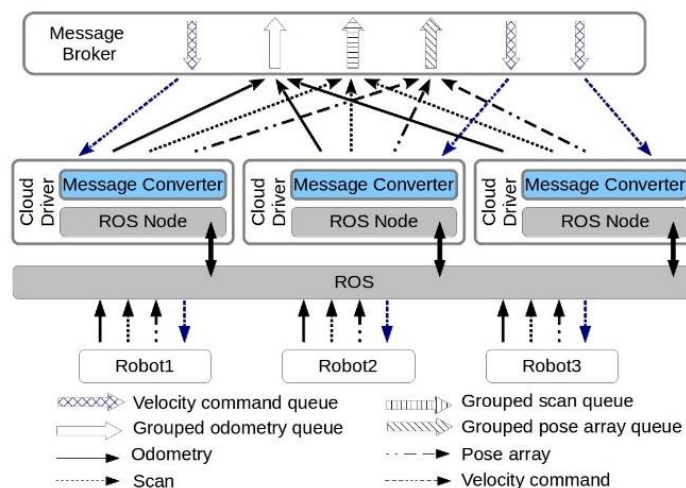 Message
Broker
Cloud
Driver
Message Converter
ROS Node
Cloud
Driver
Message Converter
ROS Node
Cloud
Driver
Message Converter
ROS Node
ROS
Robot1
Robot2
Robot3
Velocity command queue
Grouped odometry queue
Odometry
Scan
Grouped scan queue
Grouped pose array queue
Pose array
Velocity command